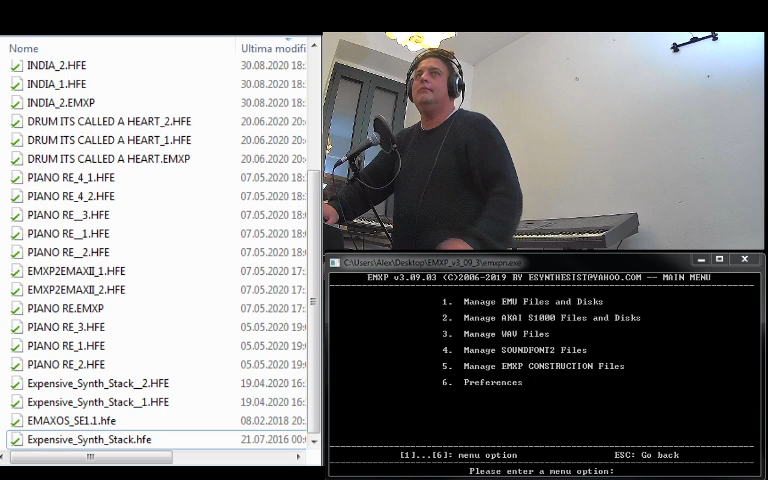 Nome
Ultima modifi
INDIA_2.HFE 30.08.2020 18:
INDIA_1.HFE 30.08.2020 18:
INDIA_2.EMXP 30.08.2020 18:
DRUM ITS CALLED A HEART_2.HFE 20.06.2020 20:
DRUM ITS CALLED A HEART_1.HFE 20.06.2020 20:
DRUM ITS CALLED A HEART.EMXP 20.06.2020 20:
PIANO RE_4_1.HFE 07.05.2020 18:
PIANO RE_4_2.HFE 07.05.2020 18:
PIANO RE__3.HFE 07.05.2020 18:
PIANO RE__1.HFE 07.05.2020 18:
PIANO RE__2.HFE 07.05.2020 18:
EMXP2EMAXII_1.HFE 07.05.2020 17:
EMXP2EMAXII_2.HFE 07.05.2020 17:
PIANO RE.EMXP 07.05.2020 17:
PIANO RE_3.HFE 05.05.2020 19:
PIANO RE_1.HFE 05.05.2020 19:
PIANO RE_2.HFE 05.05.2020 19:
Expensive_Synth_Stack__2.HFE 19.04.2020 16:
Expensive_Synth_Stack__1.HFE 19.04.2020 16:
EMAXOS_SE1.1.hfe 08.02.2018 20:
Expensive_Synth_Stack.hfe 21.07.2016 00:
C:\Users\Alex\Desktop\EMXP_v3_09_3\emxpn.exe
EMXP v3.09.03 (C)2006-2019 BY ESYNTHESIST@YAHOO.COM -- MAIN MENU
1. Manage EMU Files and Disks
2. Manage AKAI S1000 Files and Disks
3. Manage WAV Files
4. Manage SOUNDFONT2 Files
5. Manage EMXP CONSTRUCTION Files
6. Preferences
[1]...[6]: menu option ESC: Go back
Please enter a menu option: